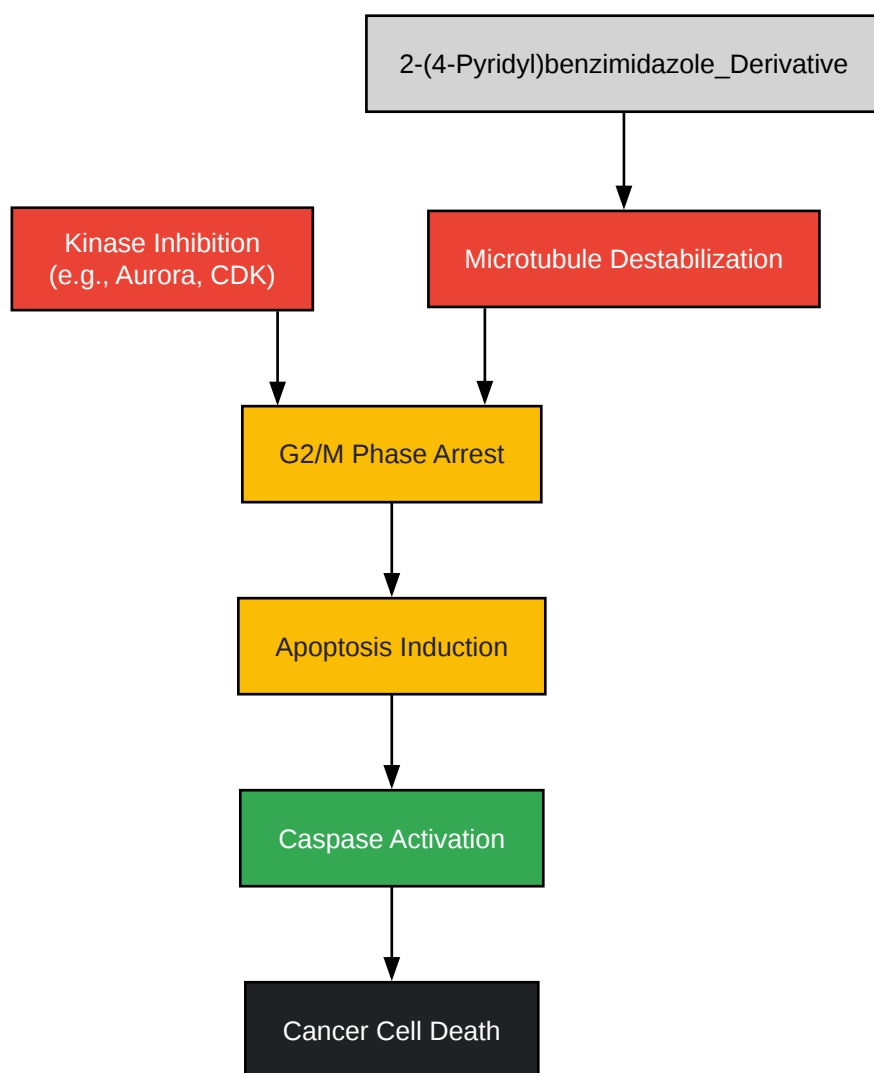 2-(4-Pyridyl)benzimidazole_Derivative
Kinase Inhibition
(e.g., Aurora, CDK)
Microtubule Destabilization
G2/M Phase Arrest
Apoptosis Induction
Caspase Activation
Cancer Cell Death